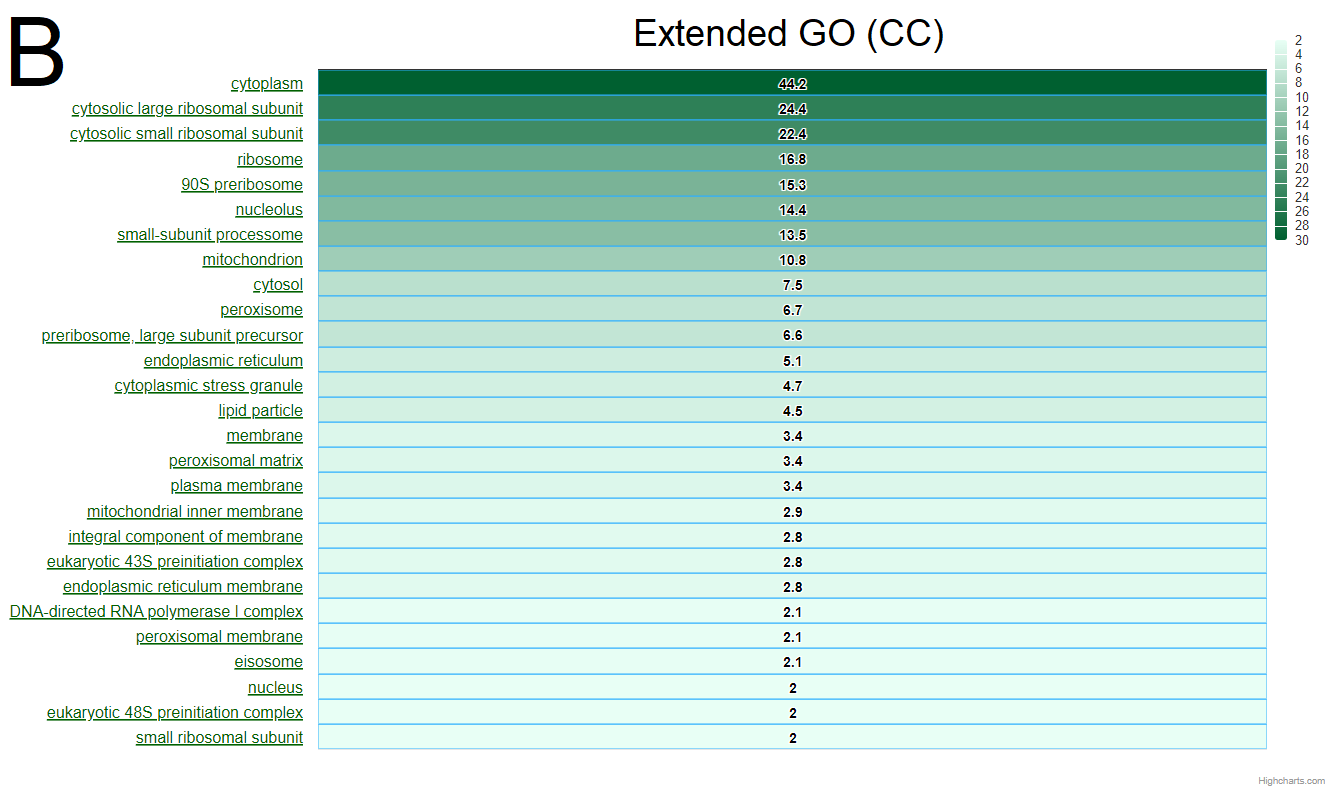 B
Extended GO (CC)
cytoplasm 44.2
cytosolic large ribosomal subunit 24.4
cytosolic small ribosomal subunit 22.4
ribosome 16.8
90S preribosome 15.3
nucleolus 14.4
small-subunit processome 13.5
mitochondrion 10.8
cytosol 7.5
peroxisome 6.7
preribosome, large subunit precursor 6.6
endoplasmic reticulum 5.1
cytoplasmic stress granule 4.7
lipid particle 4.5
membrane 3.4
peroxisomal matrix 3.4
plasma membrane 3.4
mitochondrial inner membrane 2.9
integral component of membrane 2.8
eukaryotic 43S preinitiation complex 2.8
endoplasmic reticulum membrane 2.8
DNA-directed RNA polymerase I complex 2.1
peroxisomal membrane 2.1
eisosome 2.1
nucleus 2
eukaryotic 48S preinitiation complex 2
small ribosomal subunit 2
2
4
6
8
10
12
14
16
18
20
22
24
26
28
30
Highcharts.com